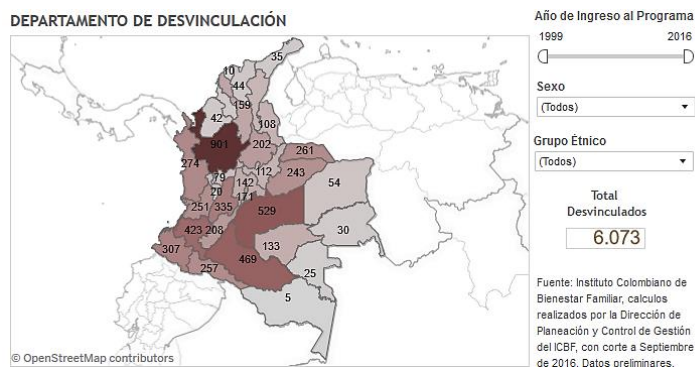 DEPARTAMENTO DE DESVINCULACIÓN
35
10
44
159
42
108
901
202
261
274
79
112
243
54
142
20
171
251
335
529
423
208
30
307
133
257
469
25
5
© OpenStreetMap contributors
Año de Ingreso al Programa
1999 2016
Sexo
(Todos)
Grupo Étnico
(Todos)
Total
Desvinculados
6.073
Fuente: Instituto Colombiano de
Bienestar Familiar, calculos
realizados por la Dirección de
Planeación y Control de Gestión
del ICBF, con corte a Septiembre
de 2016. Datos preliminares.